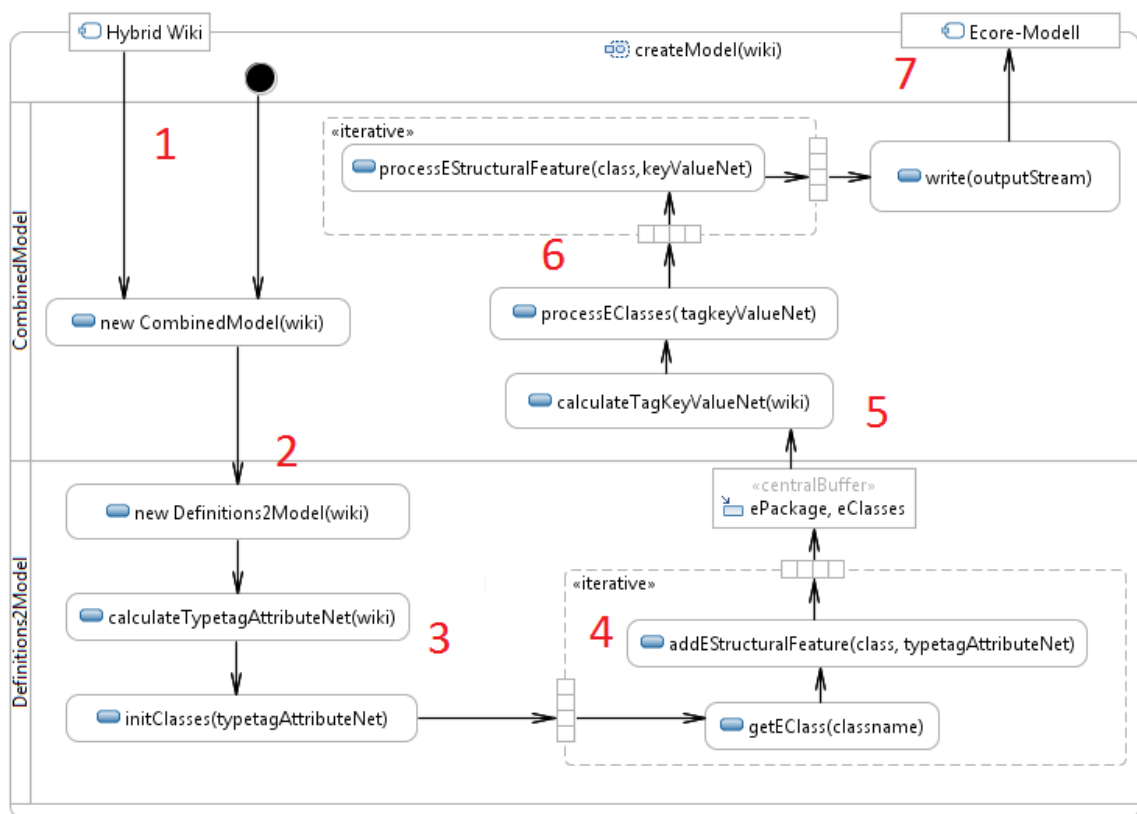 Hybrid Wiki
createModel(wiki)
Ecore-Modell
7
1
«iterative»
processEStructuralFeature(class,keyValueNet)
write(outputStream)
CombinedModel
6
new CombinedModel(wiki)
processEClasses(tagkeyValueNet)
calculateTagKeyValueNet(wiki)
5
2
«centralBuffer»
ePackage, eClasses
new Definitions2Model(wiki)
Definitions2Model
«iterative»
calculateTypetagAttributeNet(wiki)
3
4
addEStructuralFeature(class, typetagAttributeNet)
initClasses(typetagAttributeNet)
getEClass(classname)